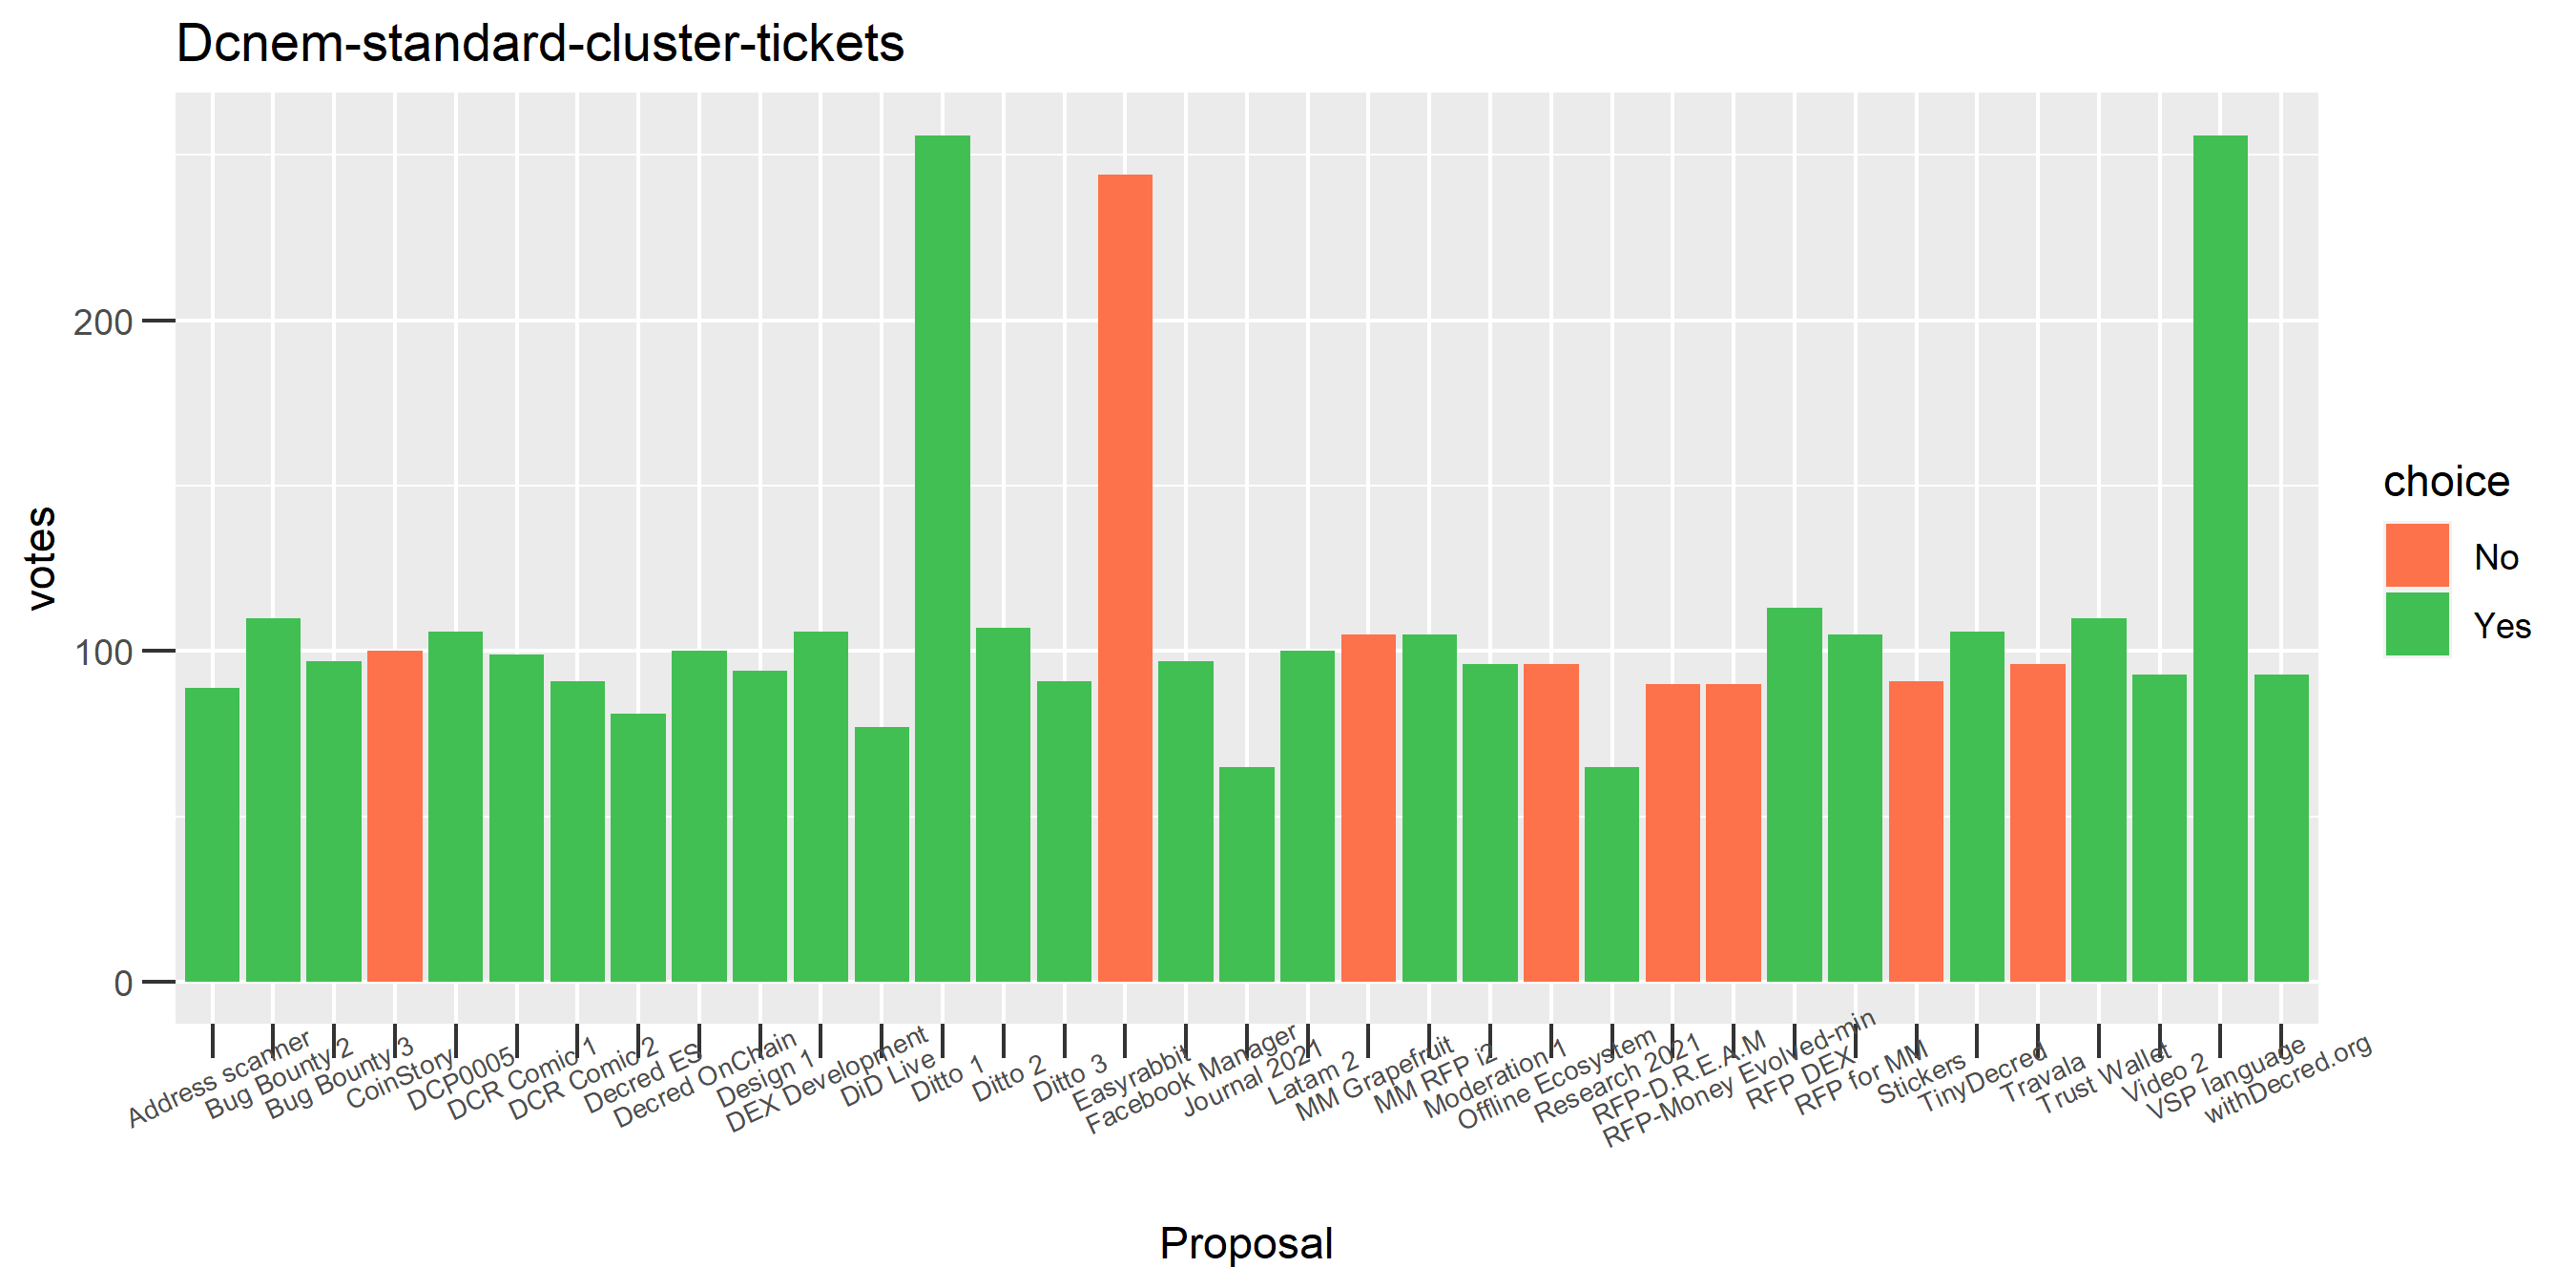 Dcnem-standard-cluster-tickets
votes
200
100
0
Address scanner
Bug Bounty 2
Bug Bounty 3
CoinStory
DCP0005
DCR Comic 1
DCR Comic 2
Decred ES
Decred OnChain
Design 1
DEX Development
DiD Live
Ditto 1
Ditto 2
Ditto 3
Easyrabbit
Facebook Manager
Journal 2021
Latam 2
MM Grapefruit
MM RFP i2
Moderation 1
Offline Ecosystem
Research 2021
RFP-D.R.E.A.M
RFP-Money Evolved-min
RFP DEX
RFP for MM
Stickers
TinyDecred
Travala
Trust Wallet
Video 2
VSP language
withDecred.org
Proposal
choice
No
Yes